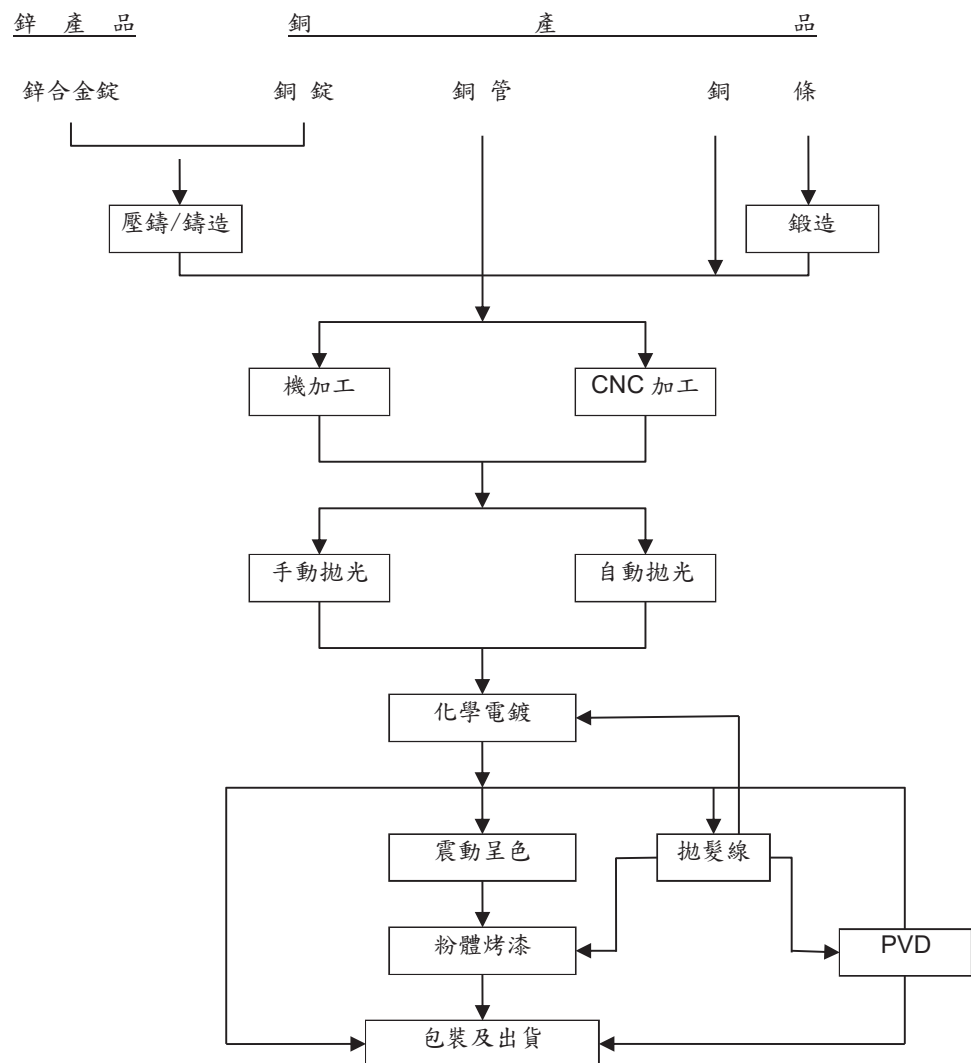 鋅產品 銅產品
鋅合金錠 銅錠 銅管 銅條
壓鑄/鑄造 鍛造
機加工 CNC 加工
手動拋光 自動拋光
化學電鍍
震動呈色 拋髮線
粉體烤漆 PVD
包裝及出貨